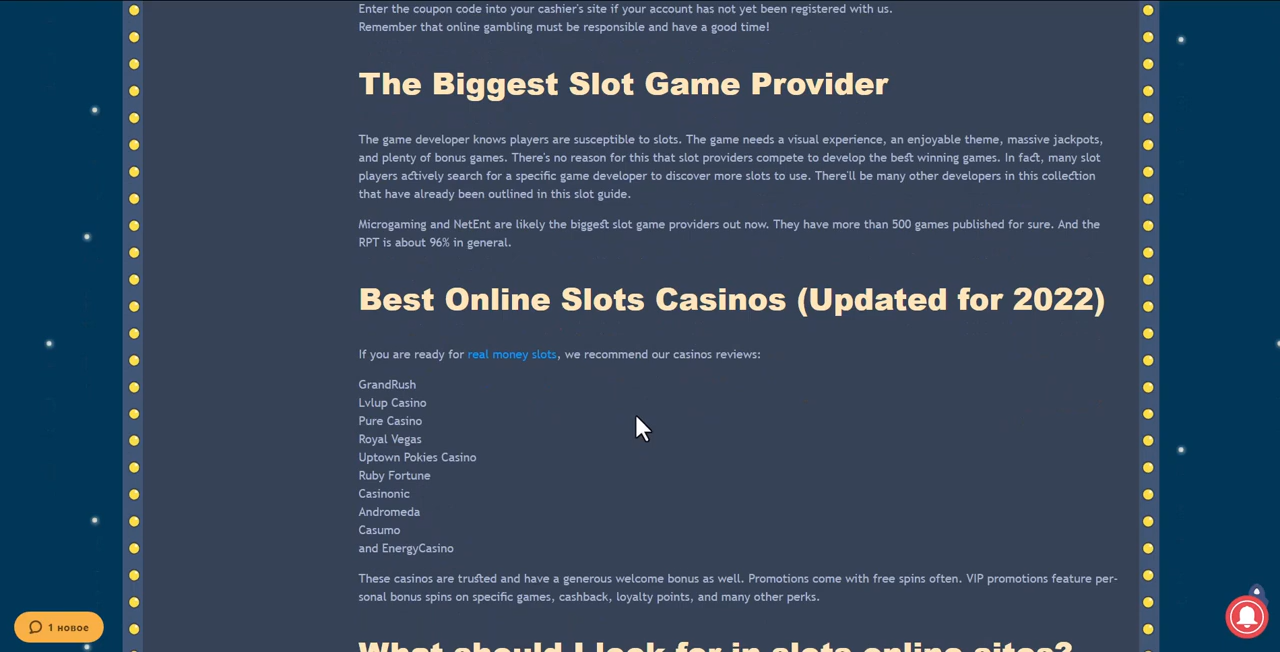 Enter the coupon code into your cashier's site if your account has not yet been registered with us.
Remember that online gambling must be responsible and have a good time!
The Biggest Slot Game Provider
The game developer knows players are susceptible to slots. The game needs a visual experience, an enjoyable theme, massive jackpots,
and plenty of bonus games. There's no reason for this that slot providers compete to develop the best winning games. In fact, many slot
players actively search for a specific game developer to discover more slots to use. There'll be many other developers in this collection
that have already been outlined in this slot guide.
Microgaming and NetEnt are likely the biggest slot game providers out now. They have more than 500 games published for sure. And the
RPT is about 96% in general.
Best Online Slots Casinos (Updated for 2022)
If you are ready for real money slots, we recommend our casinos reviews:
GrandRush
Lvlup Casino
Pure Casino
Royal Vegas
Uptown Pokies Casino
Ruby Fortune
Casinonic
Andromeda
Casumo
and EnergyCasino
These casinos are trusted and have a generous welcome bonus as well. Promotions come with free spins often. VIP promotions feature per-
sonal bonus spins on specific games, cashback, loyalty points, and many other perks.
What should I look for in slots online sites?
1 новое